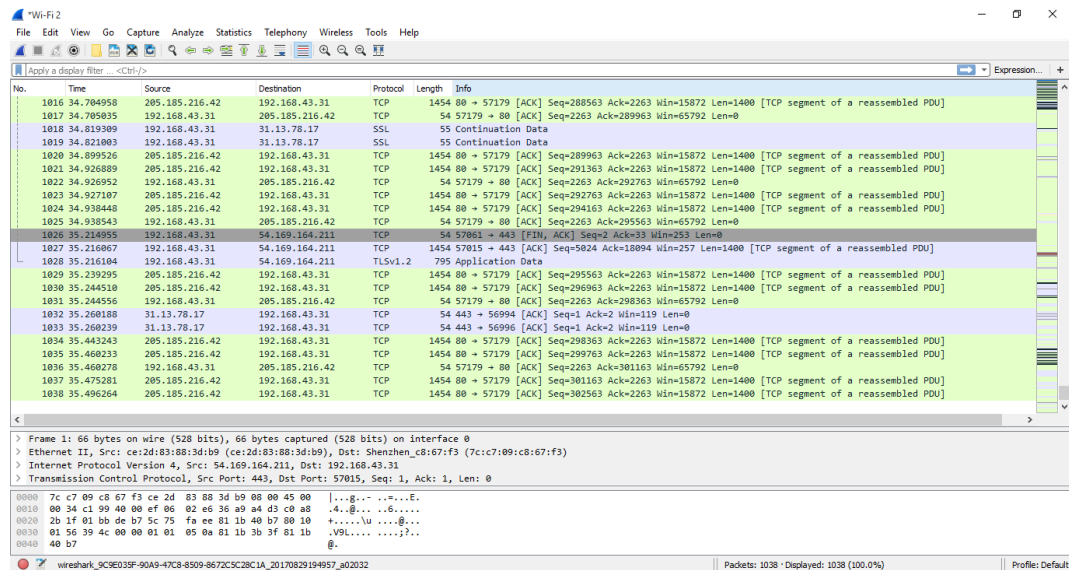 *Wi-Fi 2
File Edit View Go Capture Analyze Statistics Telephony Wireless Tools Help
Apply a display filter ... <Ctrl-/> Expression... +
No. Time Source Destination Protocol Length Info
1016 34.704958 205.185.216.42 192.168.43.31 TCP 1454 80 → 57179 [ACK] Seq=288563 Ack=2263 Win=15872 Len=1400 [TCP segment of a reassembled PDU]
1017 34.705035 192.168.43.31 205.185.216.42 TCP 54 57179 → 80 [ACK] Seq=2263 Ack=289963 Win=65792 Len=0
1018 34.819309 192.168.43.31 31.13.78.17 SSL 55 Continuation Data
1019 34.821003 192.168.43.31 31.13.78.17 SSL 55 Continuation Data
1020 34.899526 205.185.216.42 192.168.43.31 TCP 1454 80 → 57179 [ACK] Seq=289963 Ack=2263 Win=15872 Len=1400 [TCP segment of a reassembled PDU]
1021 34.926889 205.185.216.42 192.168.43.31 TCP 1454 80 → 57179 [ACK] Seq=291363 Ack=2263 Win=15872 Len=1400 [TCP segment of a reassembled PDU]
1022 34.926952 192.168.43.31 205.185.216.42 TCP 54 57179 → 80 [ACK] Seq=2263 Ack=292763 Win=65792 Len=0
1023 34.927107 205.185.216.42 192.168.43.31 TCP 1454 80 → 57179 [ACK] Seq=292763 Ack=2263 Win=15872 Len=1400 [TCP segment of a reassembled PDU]
1024 34.938448 205.185.216.42 192.168.43.31 TCP 1454 80 → 57179 [ACK] Seq=294163 Ack=2263 Win=15872 Len=1400 [TCP segment of a reassembled PDU]
1025 34.938543 192.168.43.31 205.185.216.42 TCP 54 57179 → 80 [ACK] Seq=2263 Ack=295563 Win=65792 Len=0
1026 35.214955 192.168.43.31 54.169.164.211 TCP 54 57061 → 443 [FIN, ACK] Seq=2 Ack=33 Win=253 Len=0
1027 35.216067 192.168.43.31 54.169.164.211 TCP 1454 57015 → 443 [ACK] Seq=5024 Ack=18094 Win=257 Len=1400 [TCP segment of a reassembled PDU]
1028 35.216104 192.168.43.31 54.169.164.211 TLSv1.2 795 Application Data
1029 35.239295 205.185.216.42 192.168.43.31 TCP 1454 80 → 57179 [ACK] Seq=295563 Ack=2263 Win=15872 Len=1400 [TCP segment of a reassembled PDU]
1030 35.244510 205.185.216.42 192.168.43.31 TCP 1454 80 → 57179 [ACK] Seq=296963 Ack=2263 Win=15872 Len=1400 [TCP segment of a reassembled PDU]
1031 35.244556 192.168.43.31 205.185.216.42 TCP 54 57179 → 80 [ACK] Seq=2263 Ack=298363 Win=65792 Len=0
1032 35.260188 31.13.78.17 192.168.43.31 TCP 54 443 → 56994 [ACK] Seq=1 Ack=2 Win=119 Len=0
1033 35.260239 31.13.78.17 192.168.43.31 TCP 54 443 → 56996 [ACK] Seq=1 Ack=2 Win=119 Len=0
1034 35.443243 205.185.216.42 192.168.43.31 TCP 1454 80 → 57179 [ACK] Seq=298363 Ack=2263 Win=15872 Len=1400 [TCP segment of a reassembled PDU]
1035 35.460233 205.185.216.42 192.168.43.31 TCP 1454 80 → 57179 [ACK] Seq=299763 Ack=2263 Win=15872 Len=1400 [TCP segment of a reassembled PDU]
1036 35.460278 192.168.43.31 205.185.216.42 TCP 54 57179 → 80 [ACK] Seq=2263 Ack=301163 Win=65792 Len=0
1037 35.475281 205.185.216.42 192.168.43.31 TCP 1454 80 → 57179 [ACK] Seq=301163 Ack=2263 Win=15872 Len=1400 [TCP segment of a reassembled PDU]
1038 35.496264 205.185.216.42 192.168.43.31 TCP 1454 80 → 57179 [ACK] Seq=302563 Ack=2263 Win=15872 Len=1400 [TCP segment of a reassembled PDU]
> Frame 1: 66 bytes on wire (528 bits), 66 bytes captured (528 bits) on interface 0
> Ethernet II, Src: ce:2d:83:88:3d:b9 (ce:2d:83:88:3d:b9), Dst: Shenzhen_c8:67:f3 (7c:c7:09:c8:67:f3)
> Internet Protocol Version 4, Src: 54.169.164.211, Dst: 192.168.43.31
> Transmission Control Protocol, Src Port: 443, Dst Port: 57015, Seq: 1, Ack: 1, Len: 0
0000 7c c7 09 c8 67 f3 ce 2d 83 88 3d b9 08 00 45 00 |...g..- ..=...E.
0010 00 34 c1 99 40 00 ef 06 02 e6 36 a9 a4 d3 c0 a8 .4..@... ..6.....
0020 2b 1f 01 bb de b7 5c 75 fa ee 81 1b 40 b7 80 10 +.....\u ....@...
0030 01 56 39 4c 00 00 01 01 05 0a 81 1b 3b 3f 81 1b .V9L.... ....;?..
0040 40 b7 @.
wireshark_9C9E035F-90A9-47C8-8509-8672C5C28C1A_20170829194957_a02032 Packets: 1038 · Displayed: 1038 (100.0%) Profile: Default